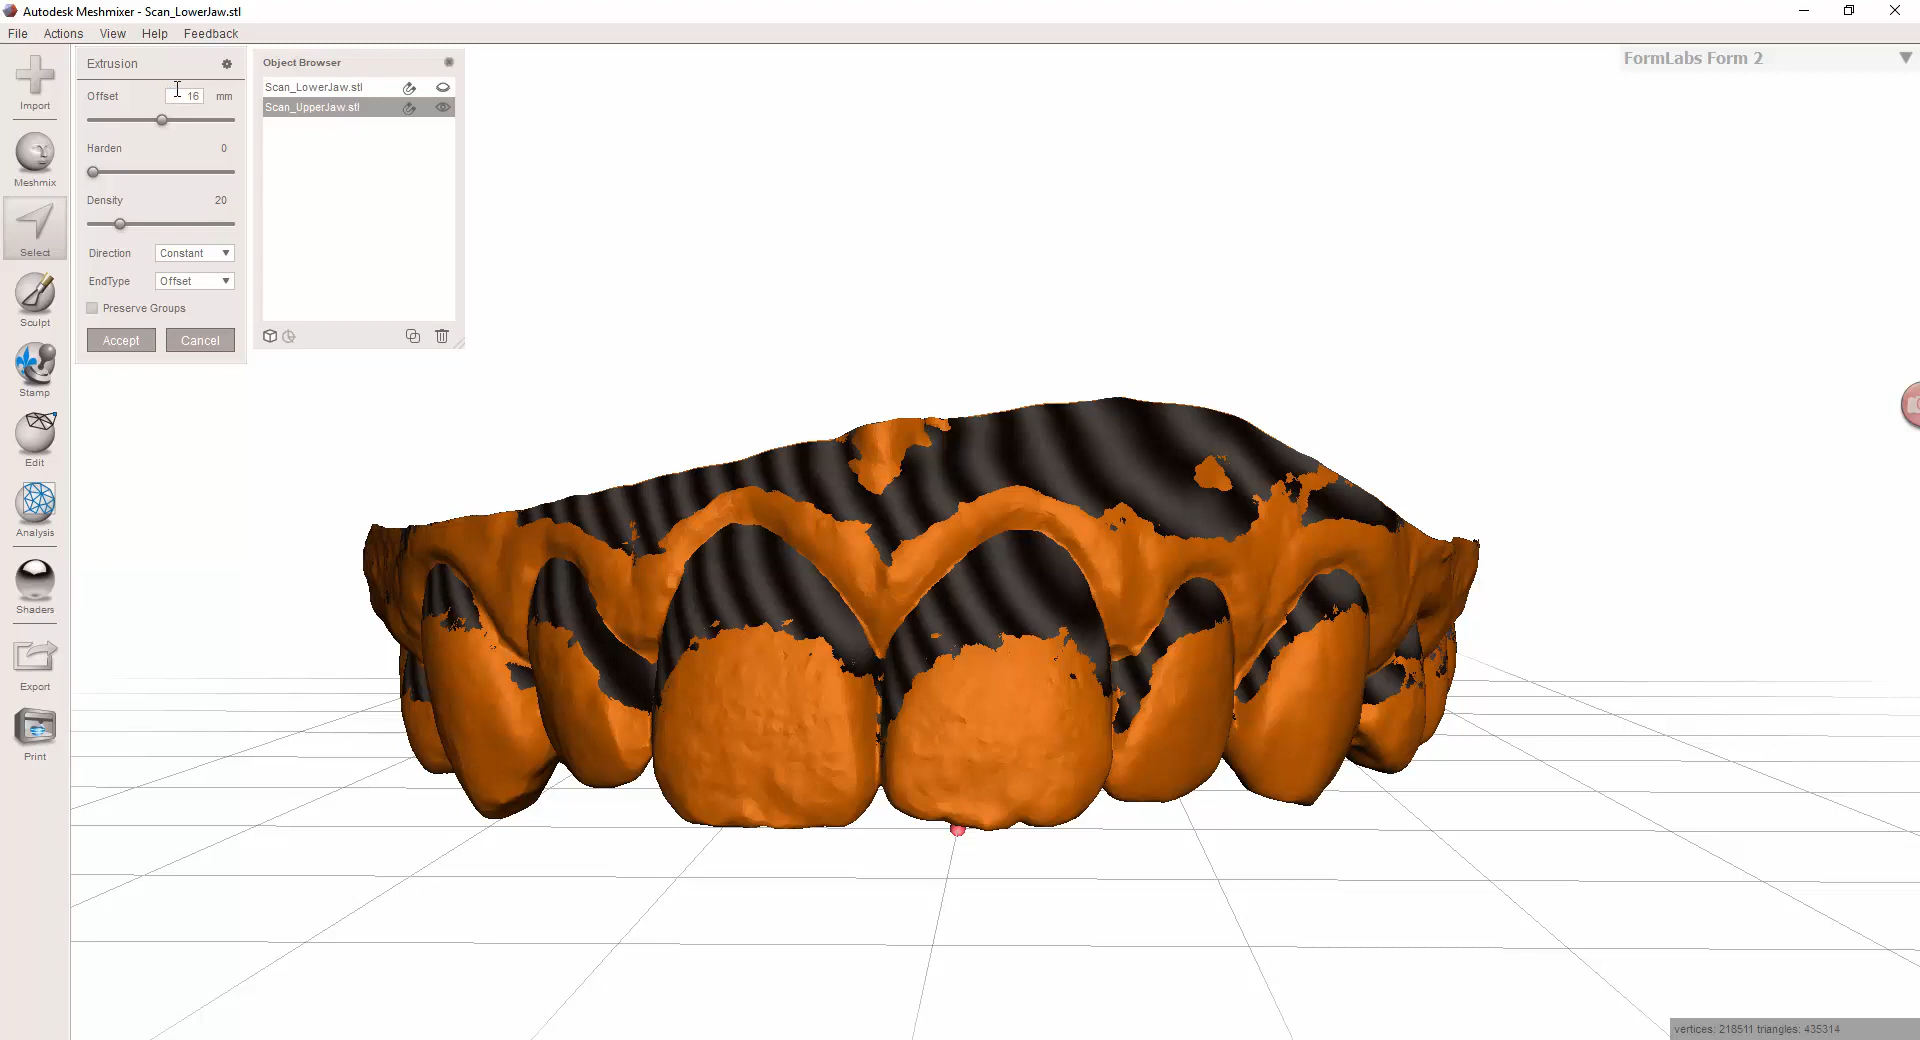 Autodesk Meshmixer - Scan_LowerJaw.stl
File Actions View Help Feedback
Import
Meshmix
Select
Sculpt
Stamp
Edit
Analysis
Shaders
Export
Print
Extrusion
Offset 16 mm
Harden 0
Density 20
Direction Constant
EndType Offset
Preserve Groups
Accept Cancel
Object Browser
Scan_LowerJaw.stl
Scan_UpperJaw.stl
FormLabs Form 2
vertices: 218511 triangles: 435314